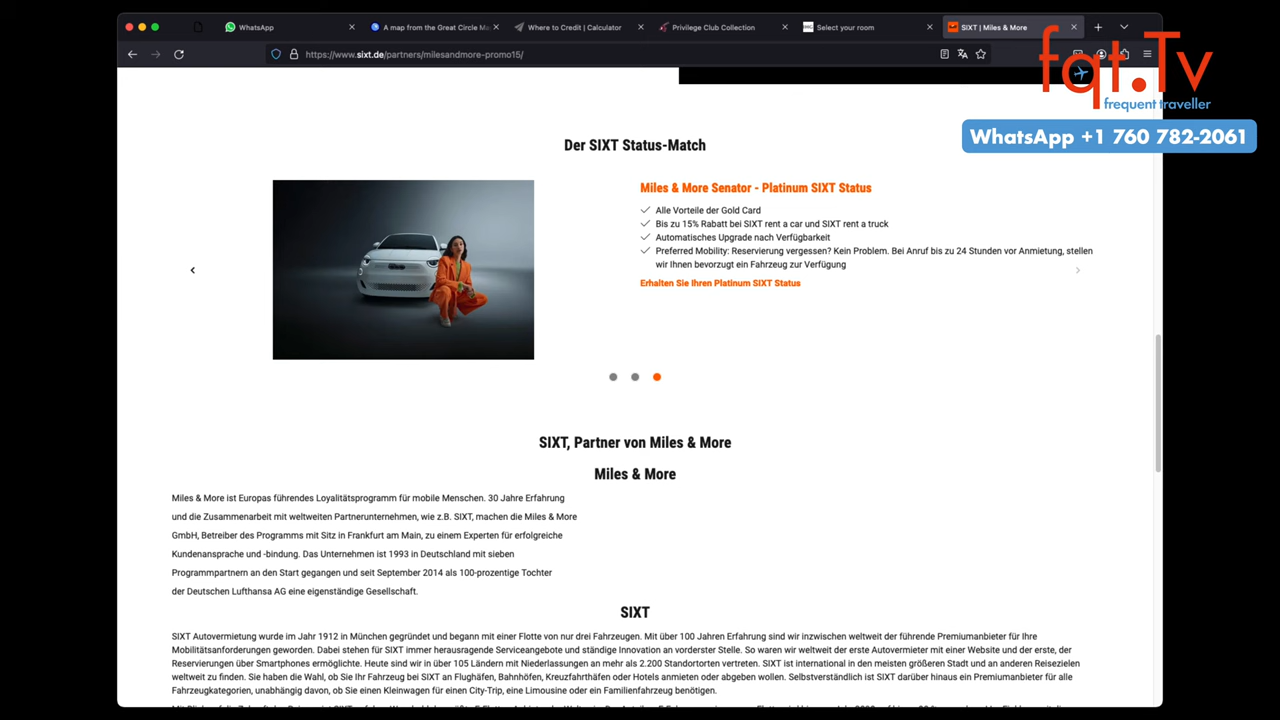 WhatsApp
A map from the Great Circle Ma
Where to Credit | Calculator
Privilege Club Collection
Select your room
SIXT | Miles & More
https://www.sixt.de/partners/milesandmore-promo15/
fqt.Tv
frequent traveller
WhatsApp +1 760 782-2061
Der SIXT Status-Match
Miles & More Senator - Platinum SIXT Status
Alle Vorteile der Gold Card
Bis zu 15% Rabatt bei SIXT rent a car und SIXT rent a truck
Automatisches Upgrade nach Verfügbarkeit
Preferred Mobility: Reservierung vergessen? Kein Problem. Bei Anruf bis zu 24 Stunden vor Anmietung, stellen
wir Ihnen bevorzugt ein Fahrzeug zur Verfügung
Erhalten Sie Ihren Platinum SIXT Status
SIXT, Partner von Miles & More
Miles & More
Miles & More ist Europas führendes Loyalitätsprogramm für mobile Menschen. 30 Jahre Erfahrung
und die Zusammenarbeit mit weltweiten Partnerunternehmen, wie z.B. SIXT, machen die Miles & More
GmbH, Betreiber des Programms mit Sitz in Frankfurt am Main, zu einem Experten für erfolgreiche
Kundenansprache und -bindung. Das Unternehmen ist 1993 in Deutschland mit sieben
Programmpartnern an den Start gegangen und seit September 2014 als 100-prozentige Tochter
der Deutschen Lufthansa AG eine eigenständige Gesellschaft.
SIXT
SIXT Autovermietung wurde im Jahr 1912 in München gegründet und begann mit einer Flotte von nur drei Fahrzeugen. Mit über 100 Jahren Erfahrung sind wir inzwischen weltweit der führende Premiumanbieter für Ihre
Mobilitätsanforderungen geworden. Dabei stehen für SIXT immer herausragende Serviceangebote und ständige Innovation an vorderster Stelle. So waren wir weltweit der erste Autovermieter mit einer Website und der erste, der
Reservierungen über Smartphones ermöglichte. Heute sind wir in über 105 Ländern mit Niederlassungen an mehr als 2.200 Standorten vertreten. SIXT ist international in den meisten größeren Stadt und an anderen Reisezielen
weltweit zu finden. Sie haben die Wahl, ob Sie Ihr Fahrzeug bei SIXT an Flughäfen, Bahnhöfen, Kreuzfahrthäfen oder Hotels anmieten oder abgeben wollen. Selbstverständlich ist SIXT darüber hinaus ein Premiumanbieter für alle
Fahrzeugkategorien, unabhängig davon, ob Sie einen Kleinwagen für einen City-Trip, eine Limousine oder ein Familienfahrzeug benötigen.